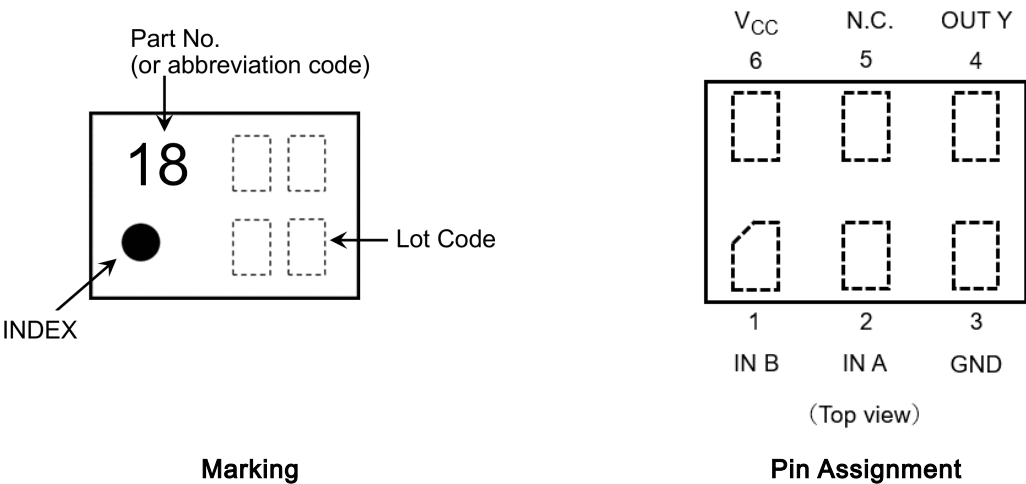 Part No.
(or abbreviation code)
18
Lot Code
INDEX
Marking
VCC N.C. OUT Y
6 5 4
1 2 3
IN B IN A GND
(Top view)
Pin Assignment